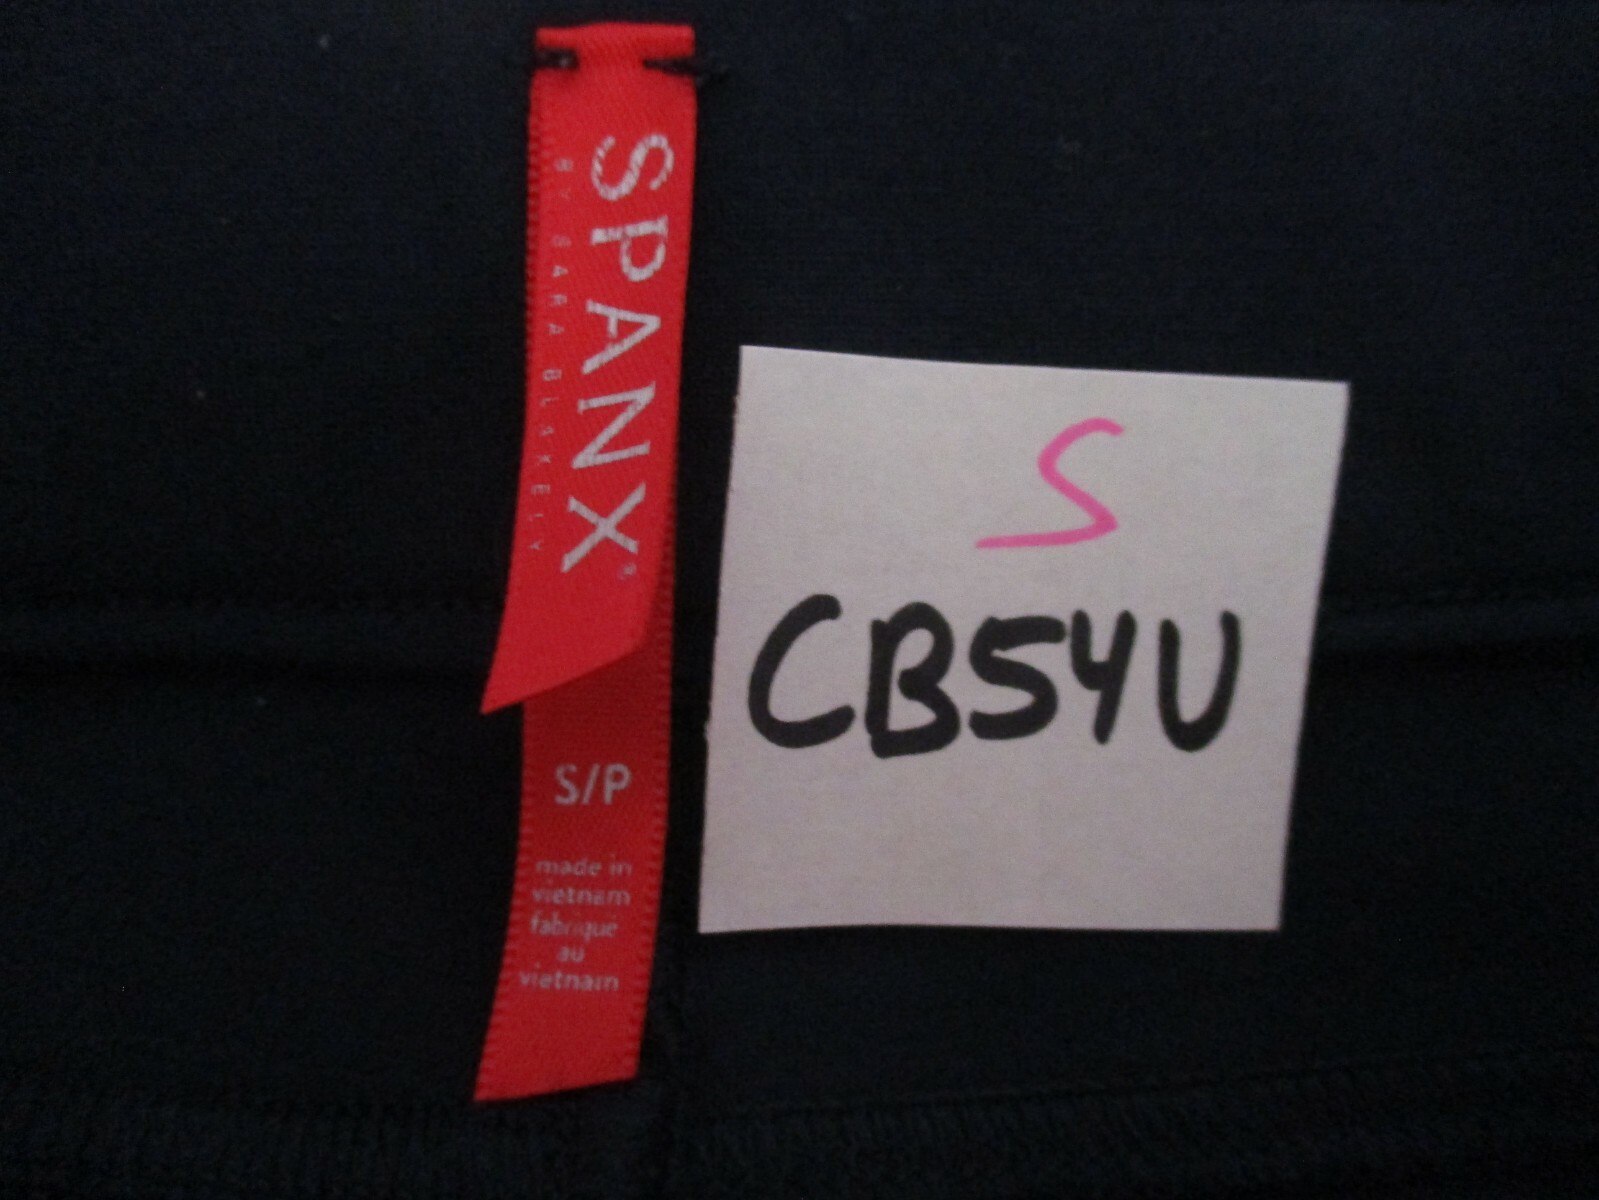 SPANX®
BY SARA BLAKELY
S/P
made in
vietnam
fabriqué
au
vietnam
S
CB54U